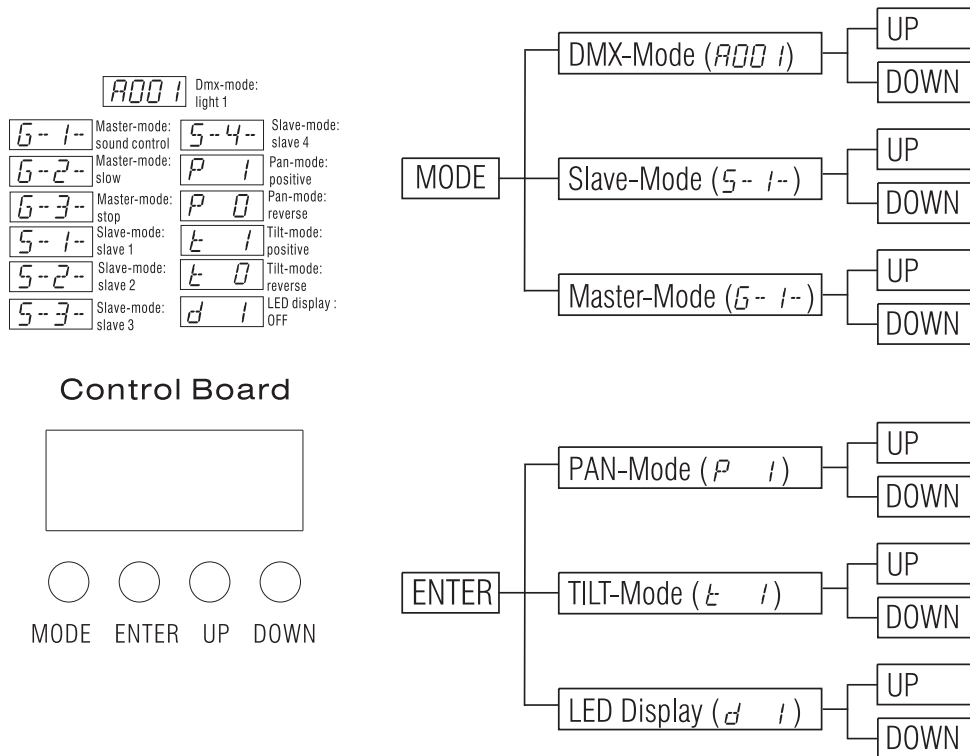 A001
Dmx-mode:
light 1
G--1--
Master-mode:
sound control
G--2--
Master-mode:
slow
G--3--
Master-mode:
stop
S--1--
Slave-mode:
slave 1
S--2--
Slave-mode:
slave 2
S--3--
Slave-mode:
slave 3
S--4--
Slave-mode:
slave 4
P 1
Pan-mode:
positive
P 0
Pan-mode:
reverse
t 1
Tilt-mode:
positive
t 0
Tilt-mode:
reverse
d 1
LED display :
OFF
Control Board
MODE ENTER UP DOWN
MODE
DMX-Mode (A001)
UP
DOWN
Slave-Mode (S--1--)
UP
DOWN
Master-Mode (G--1--)
UP
DOWN
ENTER
PAN-Mode (P 1)
UP
DOWN
TILT-Mode (t 1)
UP
DOWN
LED Display (d 1)
UP
DOWN